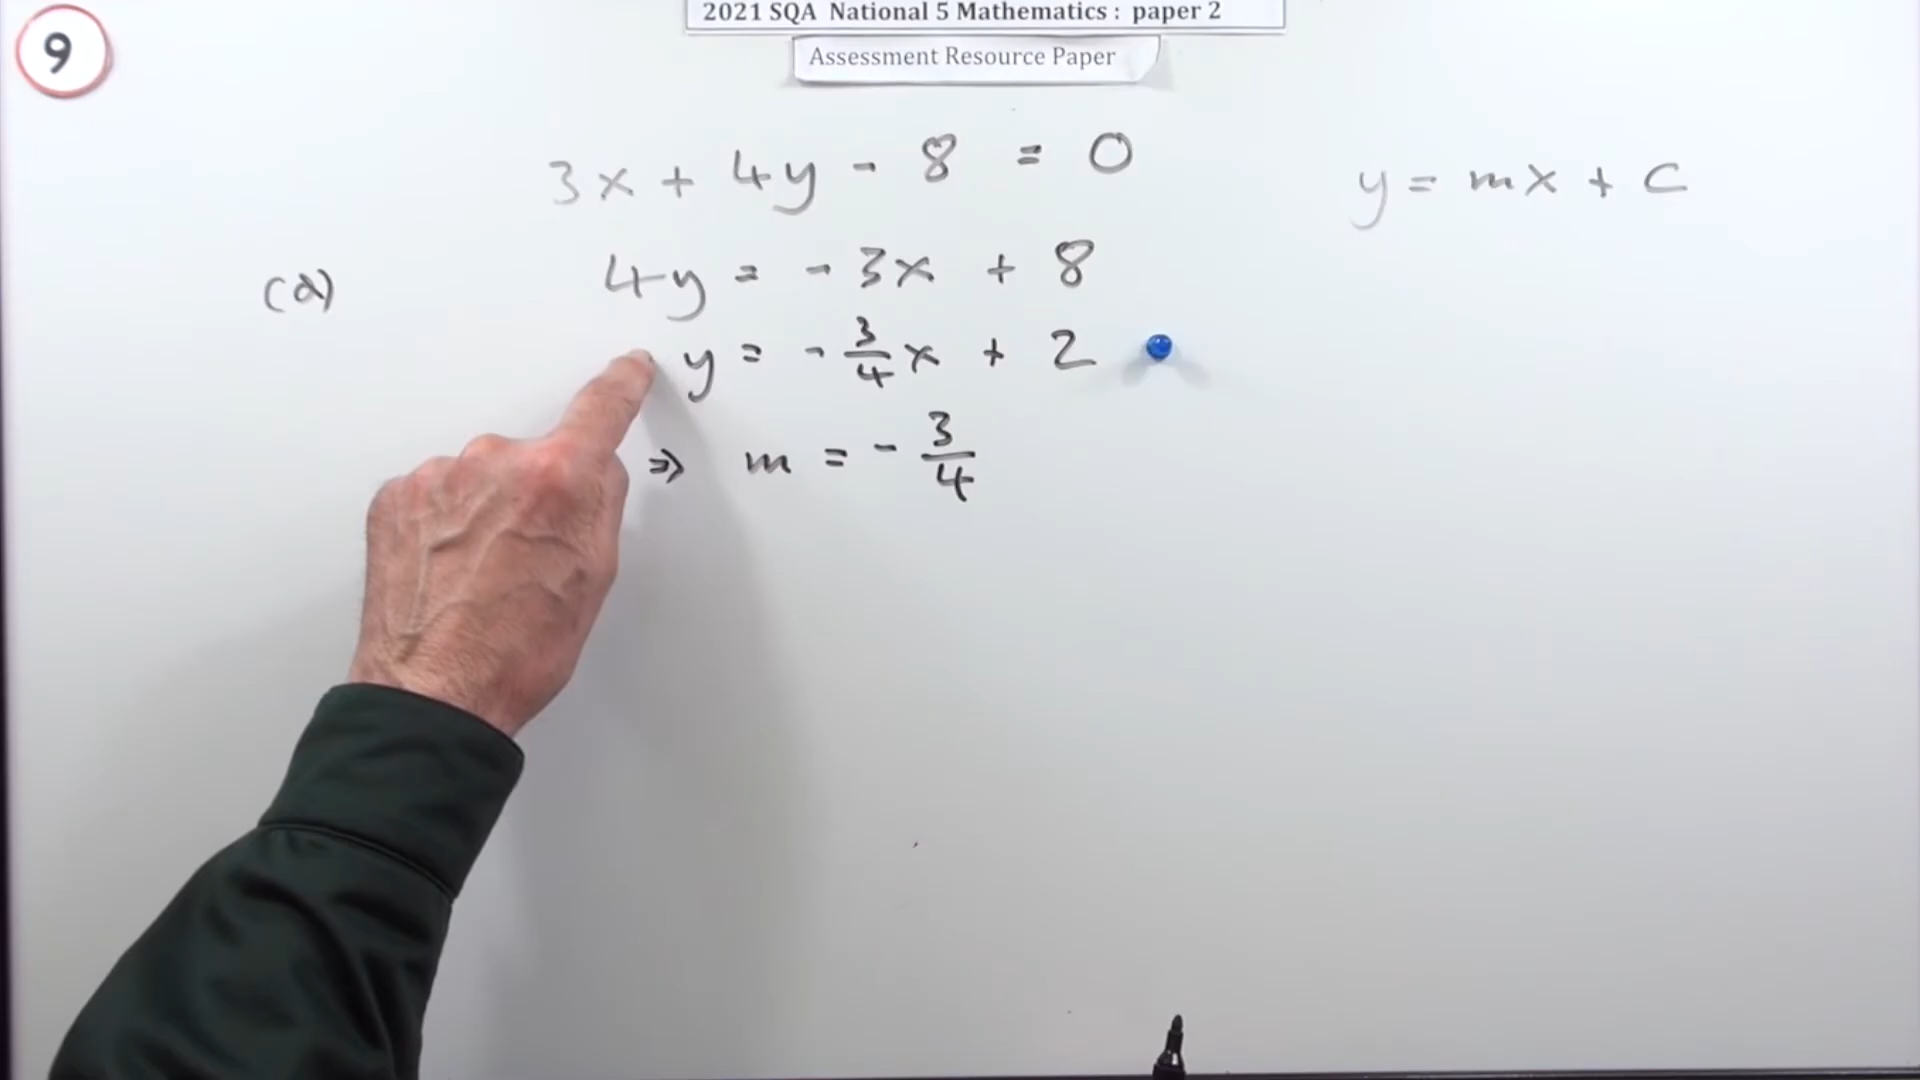 2021 SQA National 5 Mathematics : paper 2
Assessment Resource Paper
9
3x + 4y - 8 = 0
y = mx + c
(a) 4y = -3x + 8
y = -3/4 x + 2
⇒ m = -3/4